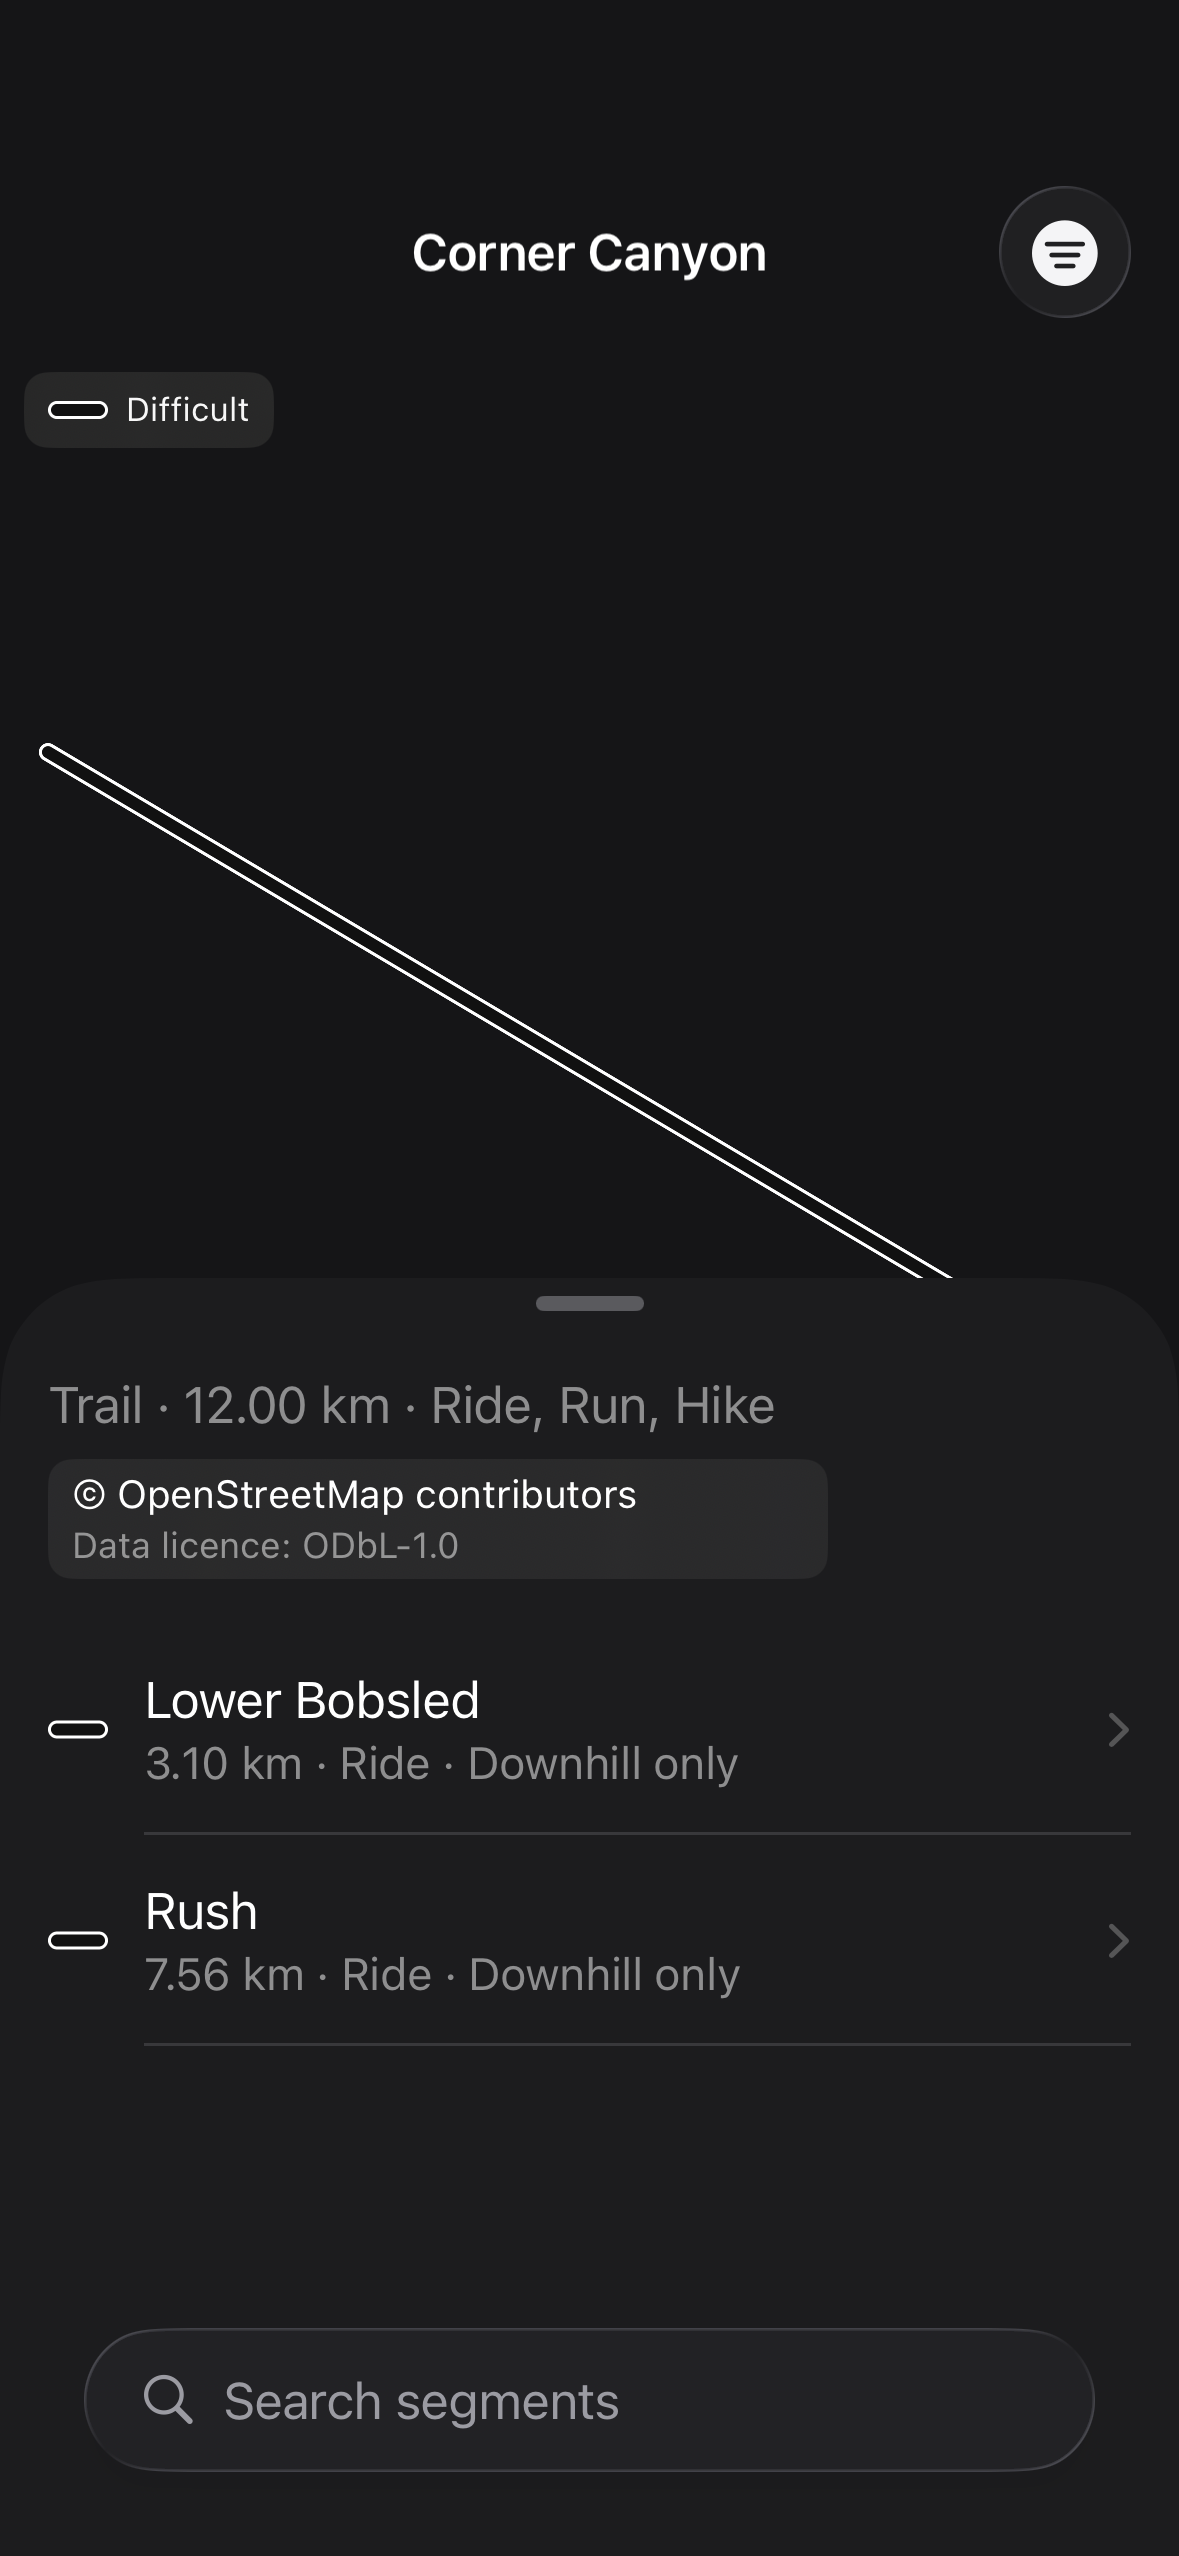 Corner Canyon
Difficult
Trail · 12.00 km · Ride, Run, Hike
© OpenStreetMap contributors
Data licence: ODbL-1.0
Lower Bobsled
3.10 km · Ride · Downhill only
Rush
7.56 km · Ride · Downhill only
Search segments